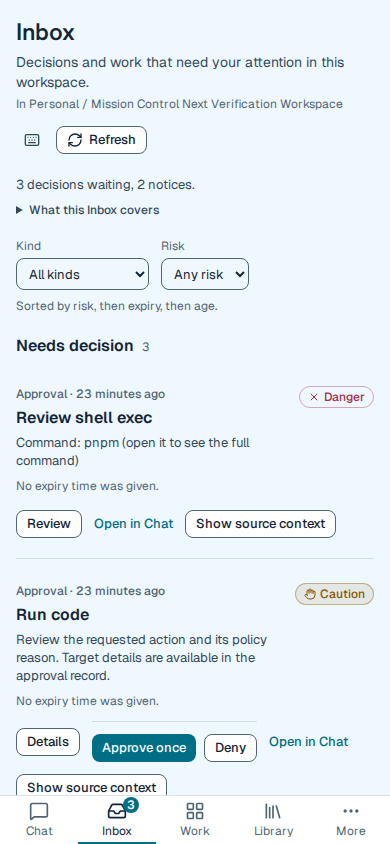 Inbox
Decisions and work that need your attention in this
workspace.
In Personal / Mission Control Next Verification Workspace
Refresh
3 decisions waiting, 2 notices.
What this Inbox covers
Kind Risk
All kinds Any risk
Sorted by risk, then expiry, then age.
Needs decision 3
Approval · 23 minutes ago Danger
Review shell exec
Command: pnpm (open it to see the full
command)
No expiry time was given.
Review Open in Chat Show source context
Approval · 23 minutes ago Caution
Run code
Review the requested action and its policy
reason. Target details are available in the
approval record.
No expiry time was given.
Details Approve once Deny Open in Chat
Show source context
3
Chat Inbox Work Library More